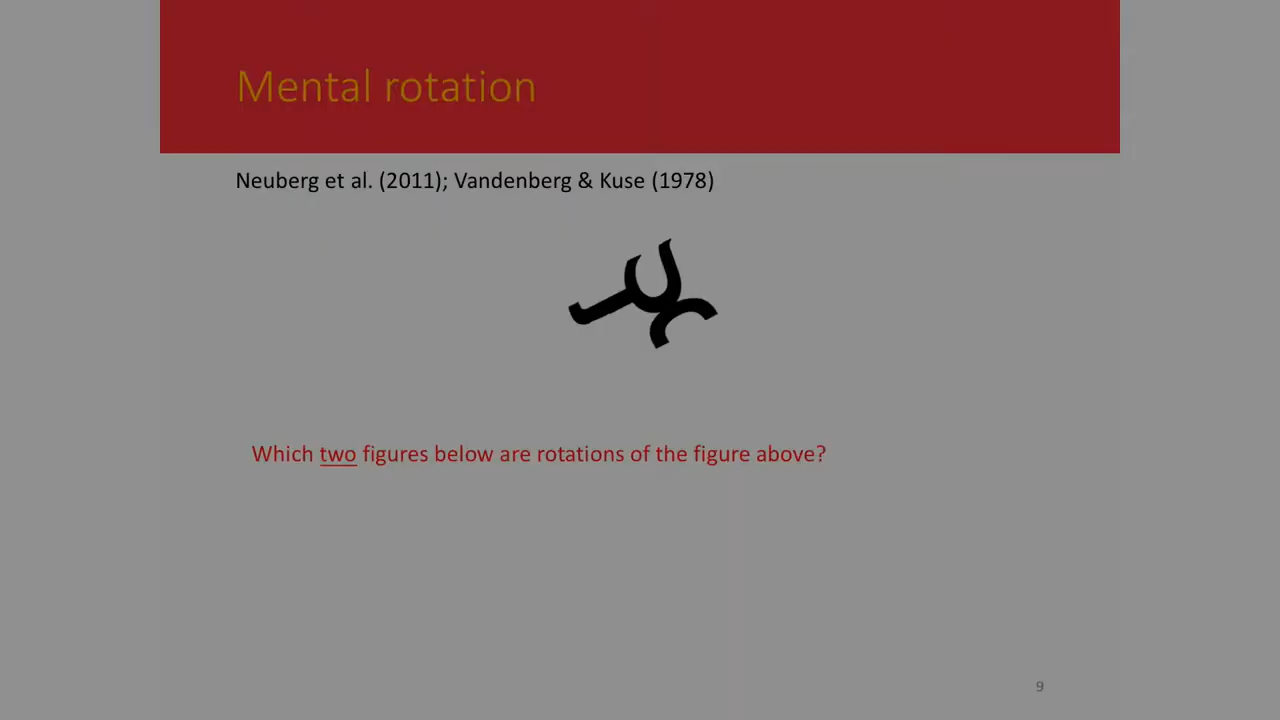 Mental rotation
Neuberg et al. (2011); Vandenberg & Kuse (1978)
Which two figures below are rotations of the figure above?
9